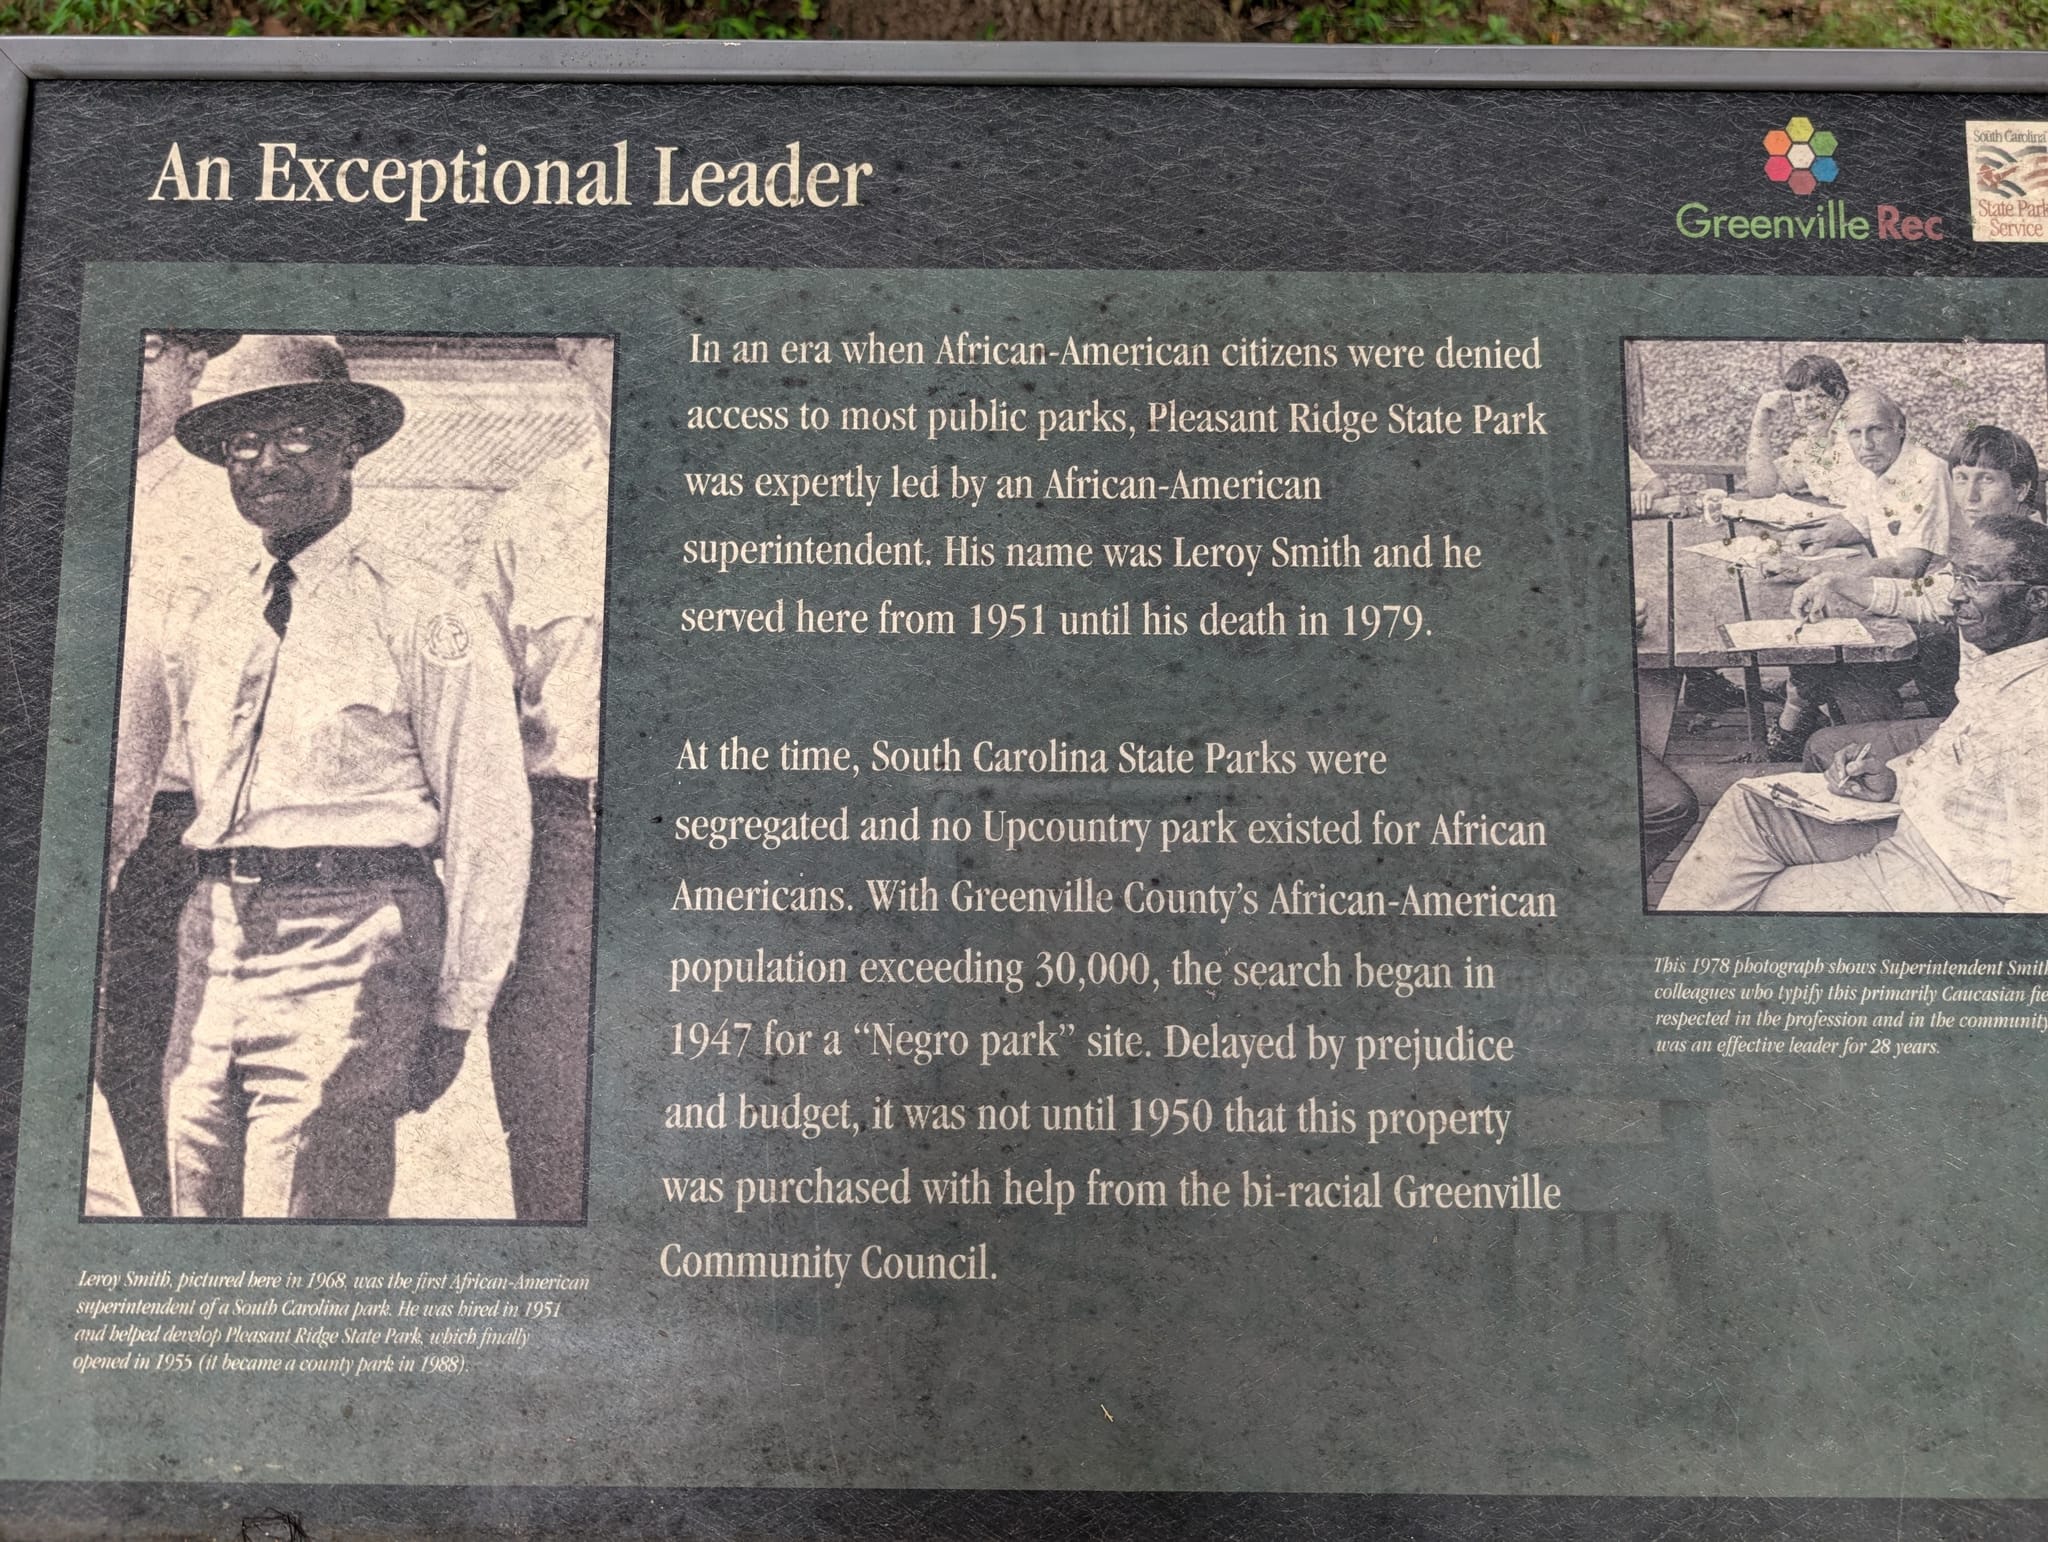 An Exceptional Leader
Greenville Rec
South Carolina
State Park
Service
In an era when African-American citizens were denied
access to most public parks, Pleasant Ridge State Park
was expertly led by an African-American
superintendent. His name was Leroy Smith and he
served here from 1951 until his death in 1979.
At the time, South Carolina State Parks were
segregated and no Upcountry park existed for African
Americans. With Greenville County's African-American
population exceeding 30,000, the search began in
1947 for a “Negro park” site. Delayed by prejudice
and budget, it was not until 1950 that this property
was purchased with help from the bi-racial Greenville
Community Council.
Leroy Smith, pictured here in 1968, was the first African-American
superintendent of a South Carolina park. He was hired in 1951
and helped develop Pleasant Ridge State Park, which finally
opened in 1955 (it became a county park in 1988).
This 1978 photograph shows Superintendent Smith
colleagues who typify this primarily Caucasian
respected in the profession and in the community
was an effective leader for 28 years.